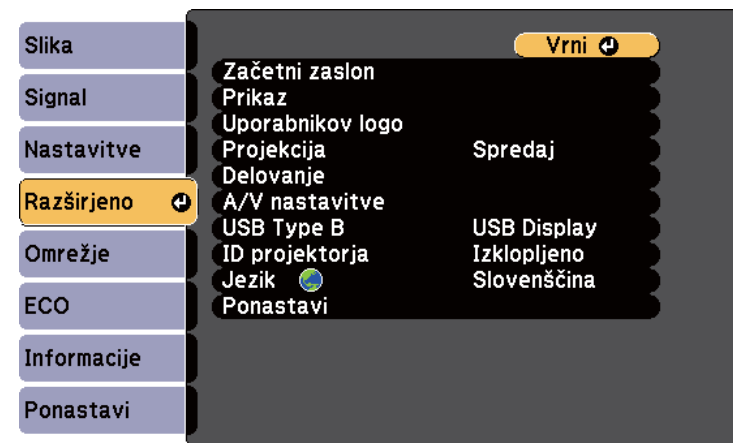 Slika
Signal
Nastavitve
Razširjeno
Omrežje
ECO
Informacije
Ponastavi
Vrni
Začetni zaslon
Prikaz
Uporabnikov logo
Projekcija Spredaj
Delovanje
A/V nastavitve
USB Type B USB Display
ID projektorja Izklopljeno
Jezik Slovenščina
Ponastavi